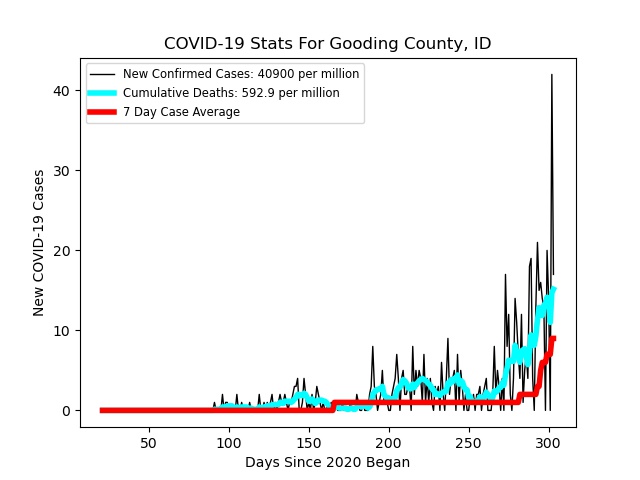 COVID-19 Stats For Gooding County, ID
New Confirmed Cases: 40900 per million
Cumulative Deaths: 592.9 per million
7 Day Case Average
New COVID-19 Cases
40
30
20
10
0
50 100 150 200 250 300
Days Since 2020 Began